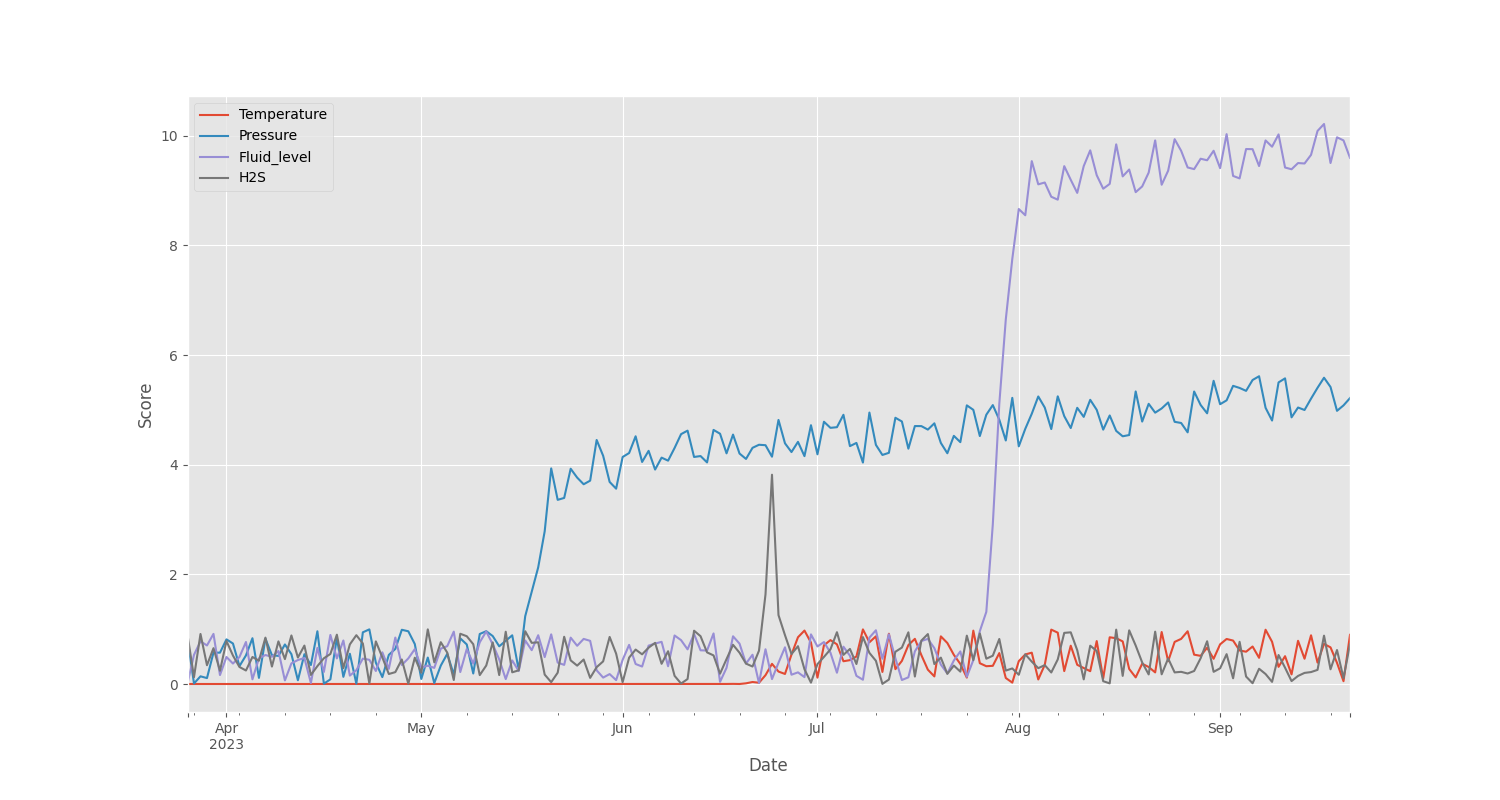 Temperature
Pressure
Fluid_level
H2S
10
8
6
4
2
0
Score
Apr
2023
May
Jun
Jul
Aug
Sep
Date